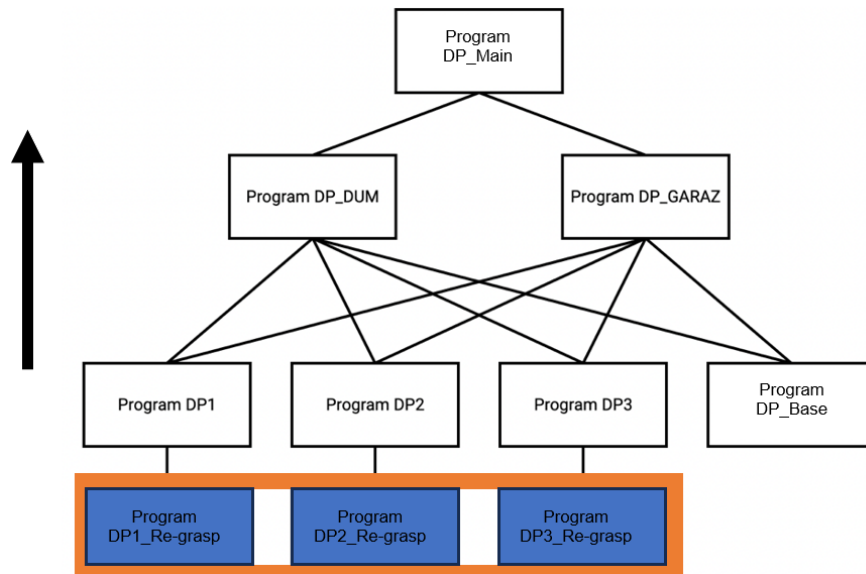 Program
DP_Main
Program DP_DUM
Program DP_GARAZ
Program DP1
Program DP2
Program DP3
Program
DP_Base
Program
DP1_Re-grasp
Program
DP2_Re-grasp
Program
DP3_Re-grasp